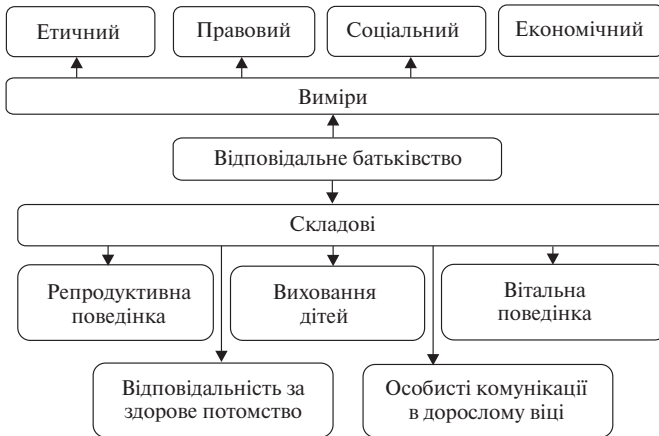 Етичний
Правовий
Соціальний
Економічний
Виміри
Відповідальне батьківство
Складові
Репродуктивна
поведінка
Виховання
дітей
Вітальна
поведінка
Відповідальність за
здорове потомство
Особисті комунікації
в дорослому віці